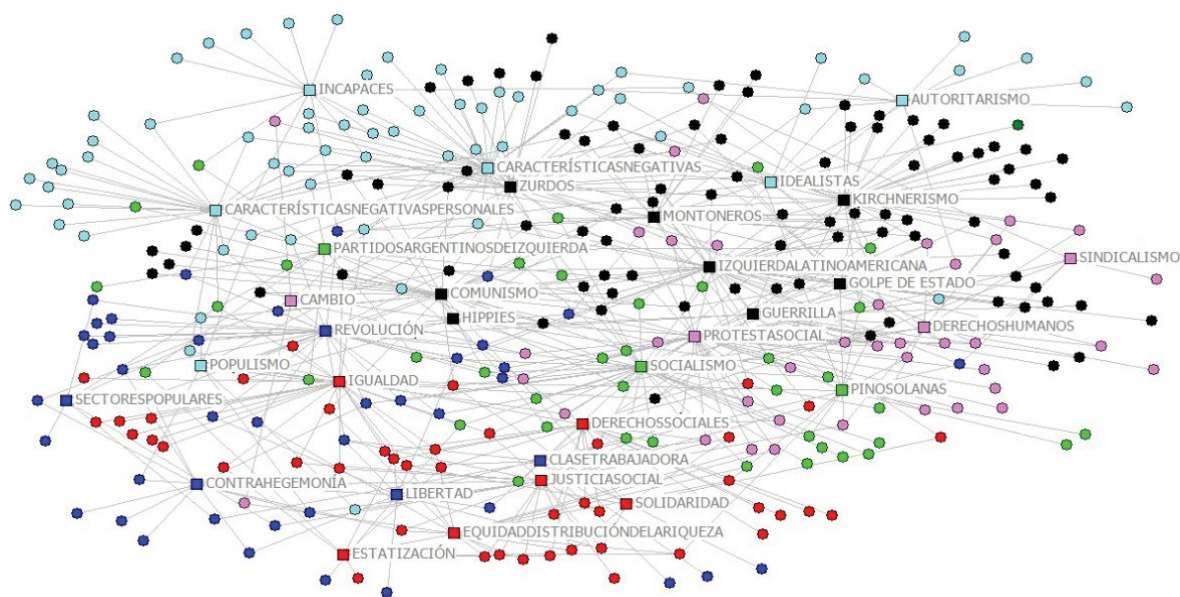 INCAPACES
AUTORITARISMO
CARACTERÍSTICASNEGATIVAS
IDEALISTAS
ZURDOS
KIRCHNERISMO
CARACTERÍSTICASNEGATIVASPERSONALES
MONTONEROS
PARTIDOSARGENTINOSDEIZQUIERDA
SINDICALISMO
IZQUIERDALATINOAMERICANA
GOLPE DE ESTADO
COMUNISMO
CAMBIO
HIPPIES
GUERRILLA
REVOLUCIÓN
DERECHOSHUMANOS
PROTESTASOCIAL
POPULISMO
SOCIALISMO
IGUALDAD
PINOSOLANAS
SECTORESPOPULARES
DERECHOSSOCIALES
CLASETRABAJADORA
CONTRAHEGEMONÍA
JUSTICIASOCIAL
LIBERTAD
SOLIDARIDAD
EQUIDADDISTRIBUCIÓNDELARIQUEZA
ESTATIZACIÓN